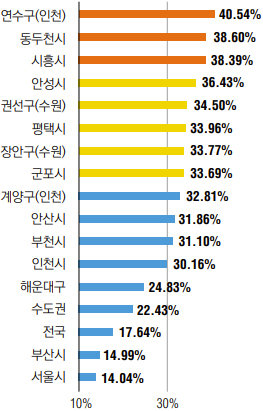 연수구(인천) 40.54%
동두천시 38.60%
시흥시 38.39%
안성시 36.43%
권선구(수원) 34.50%
평택시 33.96%
장안구(수원) 33.77%
군포시 33.69%
계양구(인천) 32.81%
안산시 31.86%
부천시 31.10%
인천시 30.16%
해운대구 24.83%
수도권 22.43%
전국 17.64%
부산시 14.99%
서울시 14.04%
10% 30%